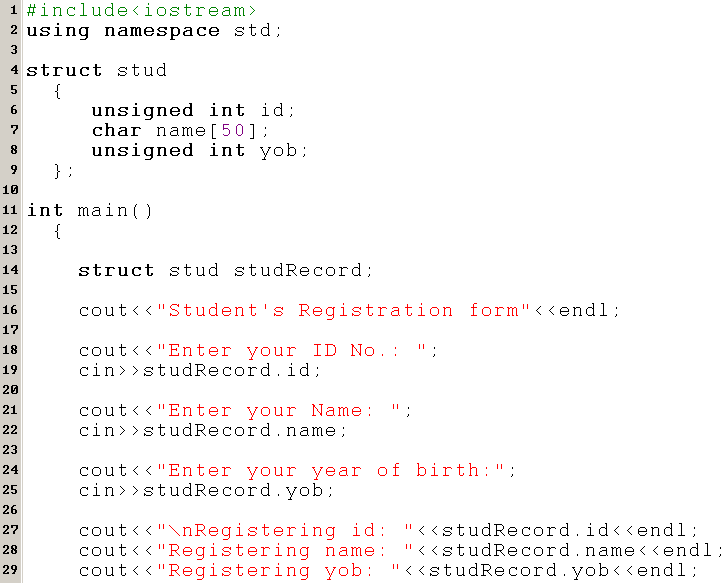 1 #include<iostream>
2 using namespace std;
3
4 struct stud
5   {
6      unsigned int id;
7      char name[50];
8      unsigned int yob;
9   };
10
11 int main()
12   {
13
14     struct stud studRecord;
15
16     cout<<"Student's Registration form"<<endl;
17
18     cout<<"Enter your ID No.: ";
19     cin>>studRecord.id;
20
21     cout<<"Enter your Name: ";
22     cin>>studRecord.name;
23
24     cout<<"Enter your year of birth:";
25     cin>>studRecord.yob;
26
27     cout<<"\nRegistering id: "<<studRecord.id<<endl;
28     cout<<"Registering name: "<<studRecord.name<<endl;
29     cout<<"Registering yob: "<<studRecord.yob<<endl;